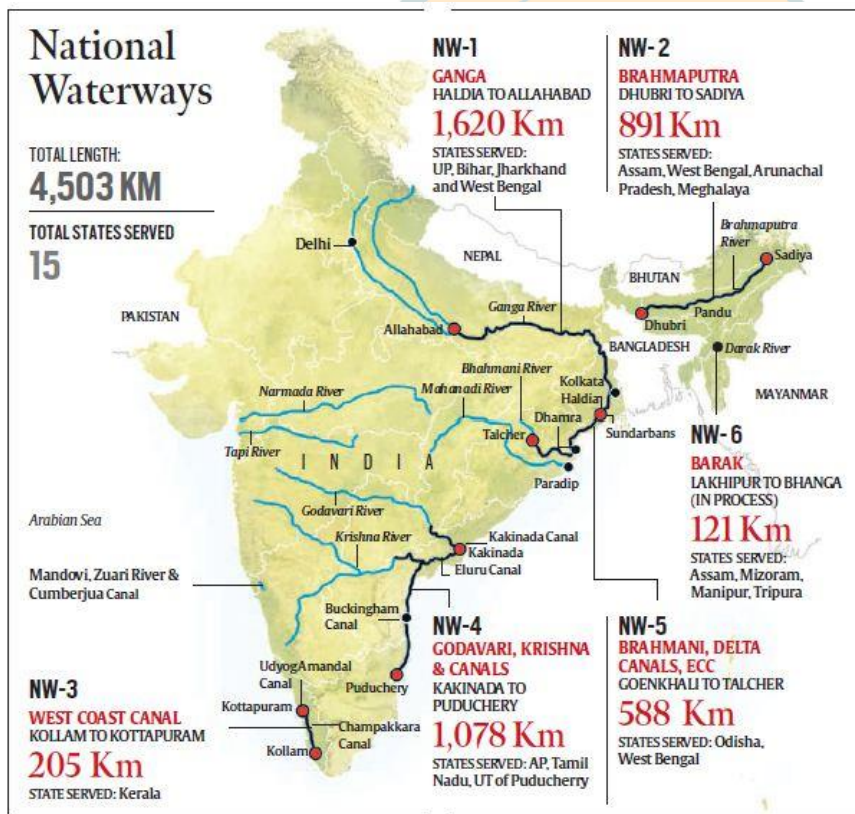 National
Waterways
TOTAL LENGTH:
4,503 KM
TOTAL STATES SERVED
15
NW-1
GANGA
HALDIA TO ALLAHABAD
1,620 Km
STATES SERVED:
UP, Bihar, Jharkhand
and West Bengal
NW- 2
BRAHMAPUTRA
DHUBRI TO SADIYA
891 Km
STATES SERVED:
Assam, West Bengal, Arunachal
Pradesh, Meghalaya
Brahmaputra
River
Sadiya
Delhi
NEPAL
BHUTAN
PAKISTAN
Ganga River
Pandu
Dhubri
Allahabad
BANGLADESH
Darak River
Bhahmani River
Kolkata
Narmada River
Mahanadi River
Haldia
MAYANMAR
Dhamra
Talcher
Sundarbans
Tapi River
INDIA
Paradip
NW-6
BARAK
LAKHIPUR TO BHANGA
(IN PROCESS)
121 Km
STATES SERVED:
Assam, Mizoram,
Manipur, Tripura
Arabian Sea
Godavari River
Krishna River
Kakinada Canal
Kakinada
Eluru Canal
Mandovi, Zuari River &
Cumberjua Canal
Buckingham
Canal
NW-4
GODAVARI, KRISHNA
& CANALS
KAKINADA TO
PUDUCHERY
1,078 Km
STATES SERVED: AP, Tamil
Nadu, UT of Puducherry
NW-5
BRAHMANI, DELTA
CANALS, ECC
GOENKHALI TO TALCHER
588 Km
STATES SERVED: Odisha,
West Bengal
UdyogAmandal
Canal
Puduchery
NW-3
WEST COAST CANAL
KOLLAM TO KOTTAPURAM
205 Km
STATE SERVED: Kerala
Kottapuram
Champakkara
Canal
Kollam